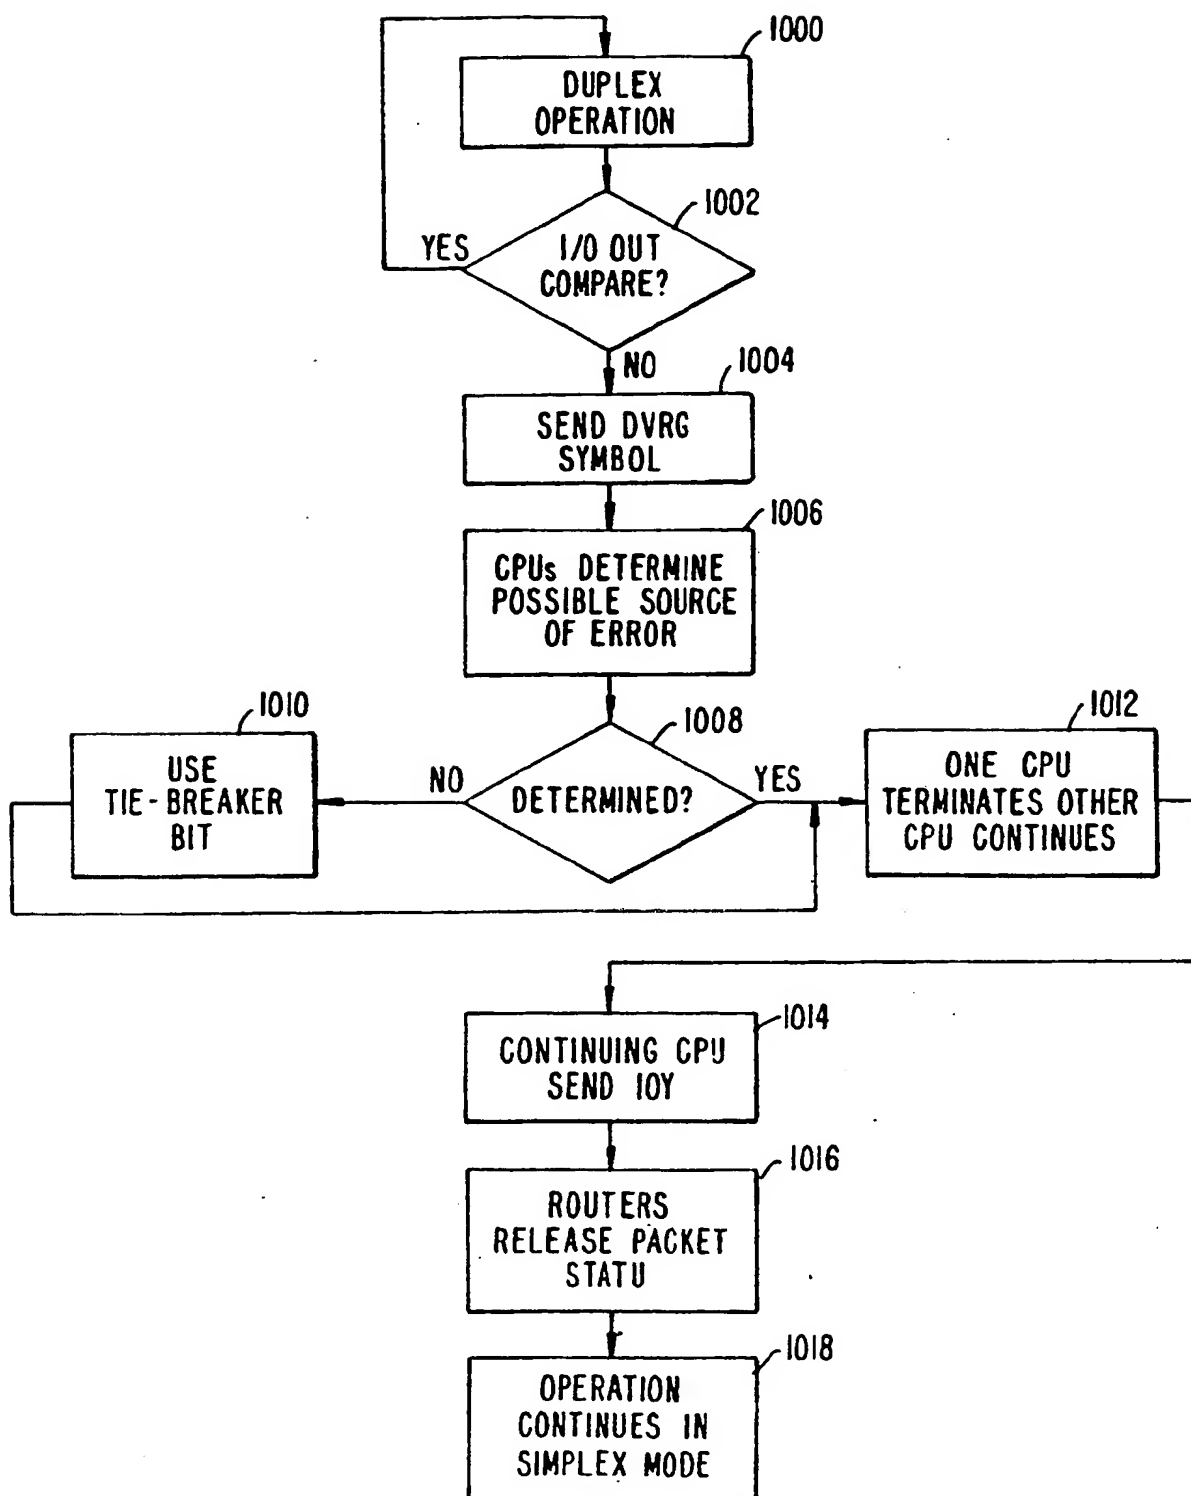 1000
DUPLEX
OPERATION
1002
YES
I/O OUT
COMPARE?
NO
1004
SEND DVRG
SYMBOL
1006
CPUs DETERMINE
POSSIBLE SOURCE
OF ERROR
1010
USE
TIE-BREAKER
BIT
NO
1008
DETERMINED?
YES
1012
ONE CPU
TERMINATES OTHER
CPU CONTINUES
1014
CONTINUING CPU
SEND IOY
1016
ROUTERS
RELEASE PACKET
STATU
1018
OPERATION
CONTINUES IN
SIMPLEX MODE